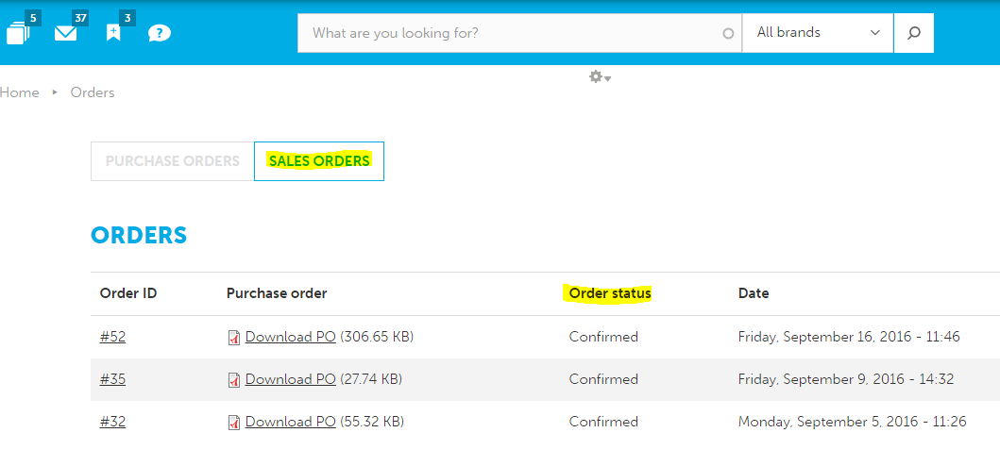 5 37 3
What are you looking for? All brands
Home Orders
PURCHASE ORDERS SALES ORDERS
ORDERS
Order ID Purchase order Order status Date
#52 Download PO (306.65 KB) Confirmed Friday, September 16, 2016 - 11:46
#35 Download PO (27.74 KB) Confirmed Friday, September 9, 2016 - 14:32
#32 Download PO (55.32 KB) Confirmed Monday, September 5, 2016 - 11:26